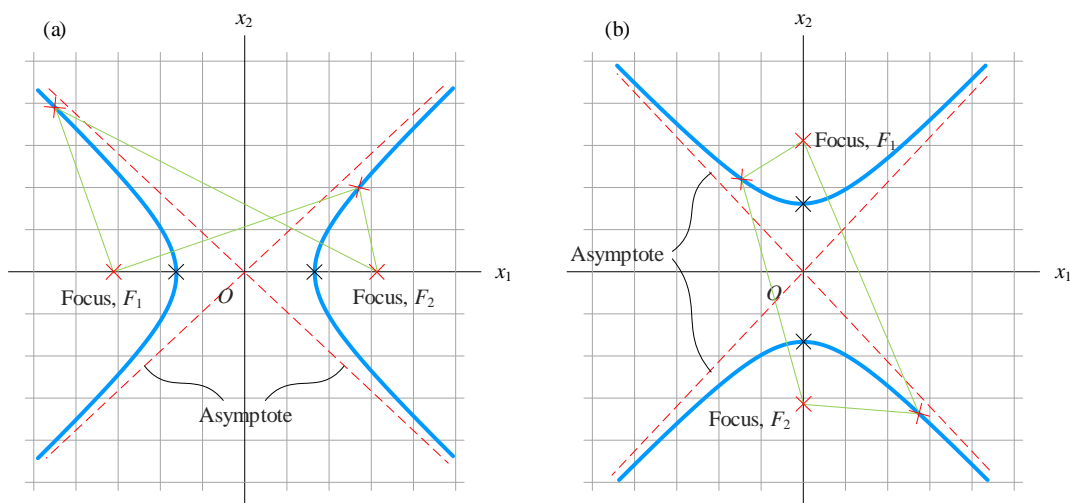 (a)
x2
x1
Focus, F1
O
Focus, F2
Asymptote
(b)
x2
Focus, F1
Asymptote
x1
O
Focus, F2